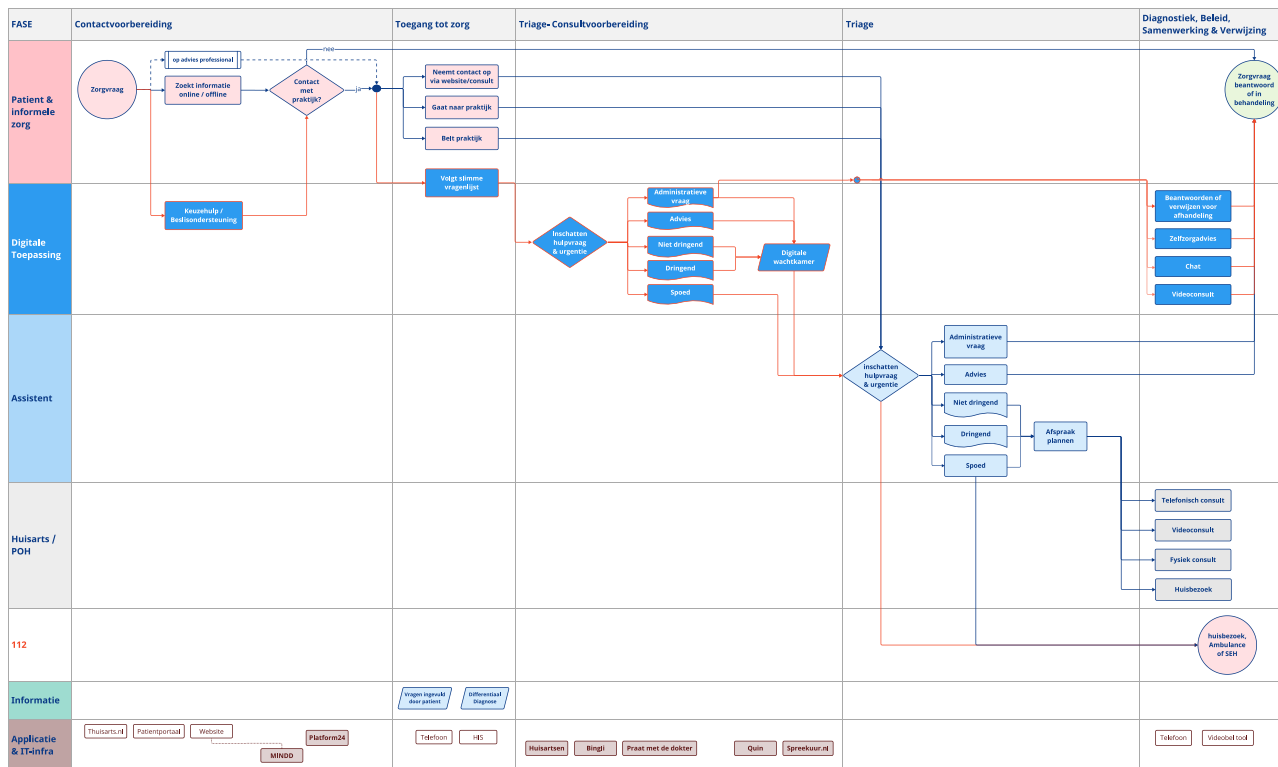 FASE
Contactvoorbereiding
Toegang tot zorg
Triage-Consultvoorbereiding
Triage
Diagnostiek, Beleid,
Samenwerking & Verwijzing
Patient &
informele
zorg
Zorgvraag
op advies professional
Zoekt informatie
online / offline
Contact
met
praktijk?
nee
ja
Neemt contact op
via website/consult
Gaat naar praktijk
Belt praktijk
Volgt slimme
vragenlijst
Zorgvraag
beantwoord
of in
behandeling
Digitale
Toepassing
Keuzehulp /
Beslisondersteuning
Inschatten
hulpvraag
& urgentie
Administratieve
vraag
Advies
Niet dringend
Dringend
Spoed
Digitale
wachtkamer
Beantwoorden of
verwijzen voor
afhandeling
Zelfzorgadvies
Chat
Videoconsult
Assistent
inschatten
hulpvraag
& urgentie
Administratieve
vraag
Advies
Niet dringend
Dringend
Spoed
Afspraak
plannen
Huisarts /
POH
Telefonisch consult
Videoconsult
Fysiek consult
Huisbezoek
112
huisbezoek,
Ambulance
of SEH
Informatie
Vragen ingevuld
door patient
Differentiaal
Diagnose
Applicatie
& IT-infra
Thuisarts.nl
Patientportaal
Website
MINDD
Platform24
Telefoon
HIS
Huisartsen
Bingli
Praat met de dokter
Quin
Spreekuur.nl
Telefoon
Videobel tool